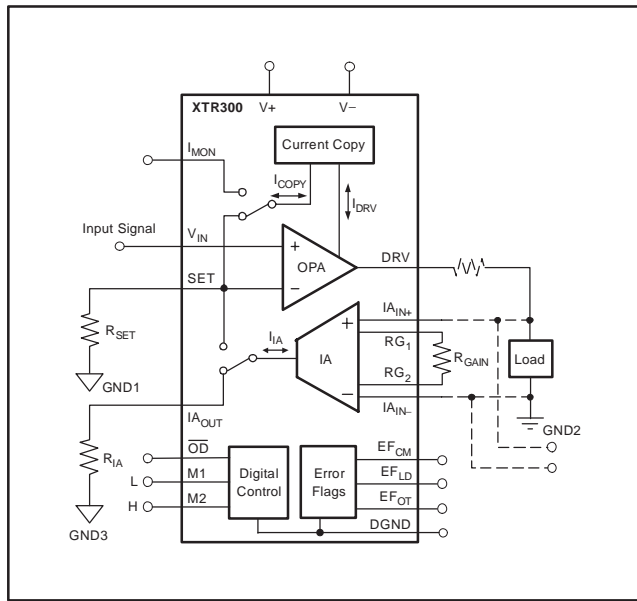 XTR300
V+
V−
I_MON
Current Copy
I_COPY
I_DRV
Input Signal
V_IN
+
OPA
−
DRV
SET
R_SET
GND1
I_IA
IA_IN+
+
RG_1
IA
RG_2
−
IA_IN−
R_GAIN
Load
GND2
IA_OUT
R_IA
GND3
OD
L
M1
H
M2
Digital
Control
Error
Flags
EF_CM
EF_LD
EF_OT
DGND